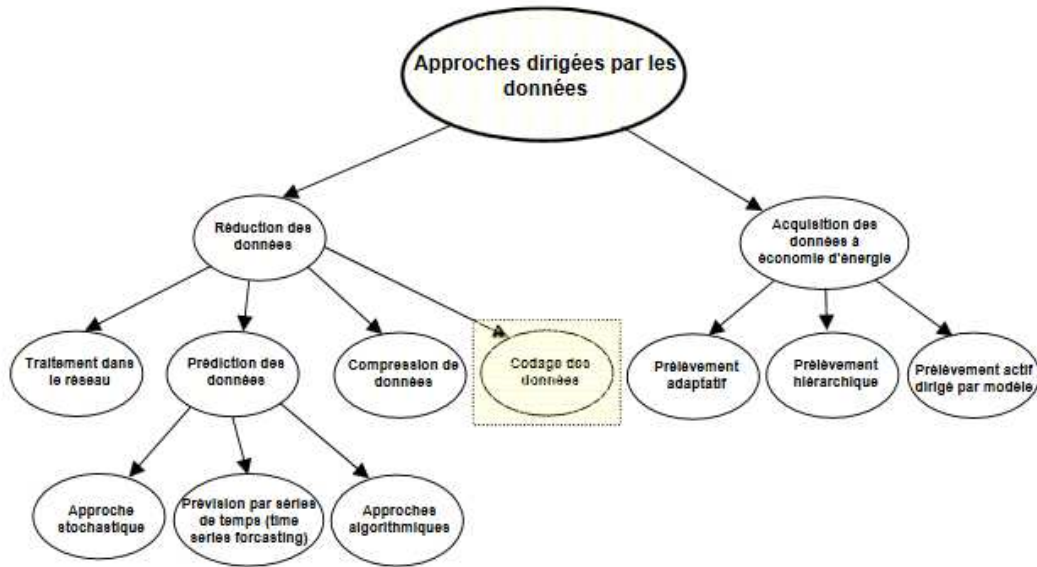 Approches dirigées par les
données
Réduction des
données
Acquisition des
données à
économie d'énergie
Traitement dans
le réseau
Prédiction des
données
Compression de
données
Codage des
données
Prélèvement
adaptatif
Prélèvement
hiérarchique
Prélèvement actif
dirigé par modèle
Approche
stochastique
Prévision par séries
de temps (time
series forcasting)
Approches
algorithmiques